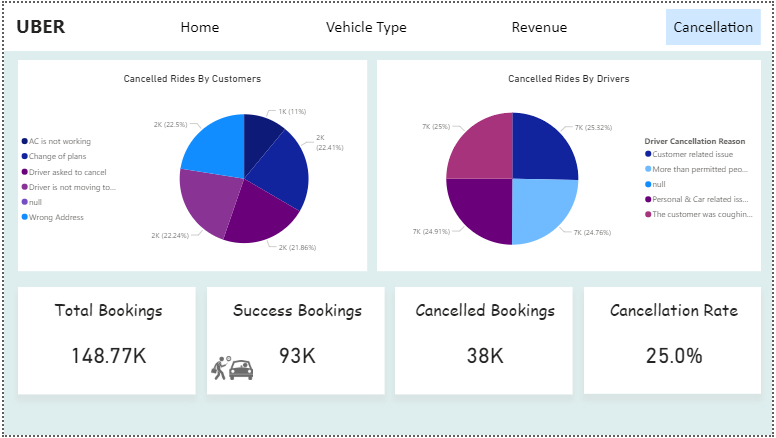 UBER
Home
Vehicle Type
Revenue
Cancellation
Cancelled Rides By Customers
AC is not working
Change of plans
Driver asked to cancel
Driver is not moving to...
null
Wrong Address
1K (11%)
2K
(22.41%)
2K (21.86%)
2K (22.24%)
2K (22.5%)
Cancelled Rides By Drivers
7K (25%)
7K (25.32%)
7K (24.91%)
7K (24.76%)
Driver Cancellation Reason
Customer related issue
More than permitted peo...
null
Personal & Car related iss...
The customer was coughin...
Total Bookings
148.77K
Success Bookings
93K
Cancelled Bookings
38K
Cancellation Rate
25.0%